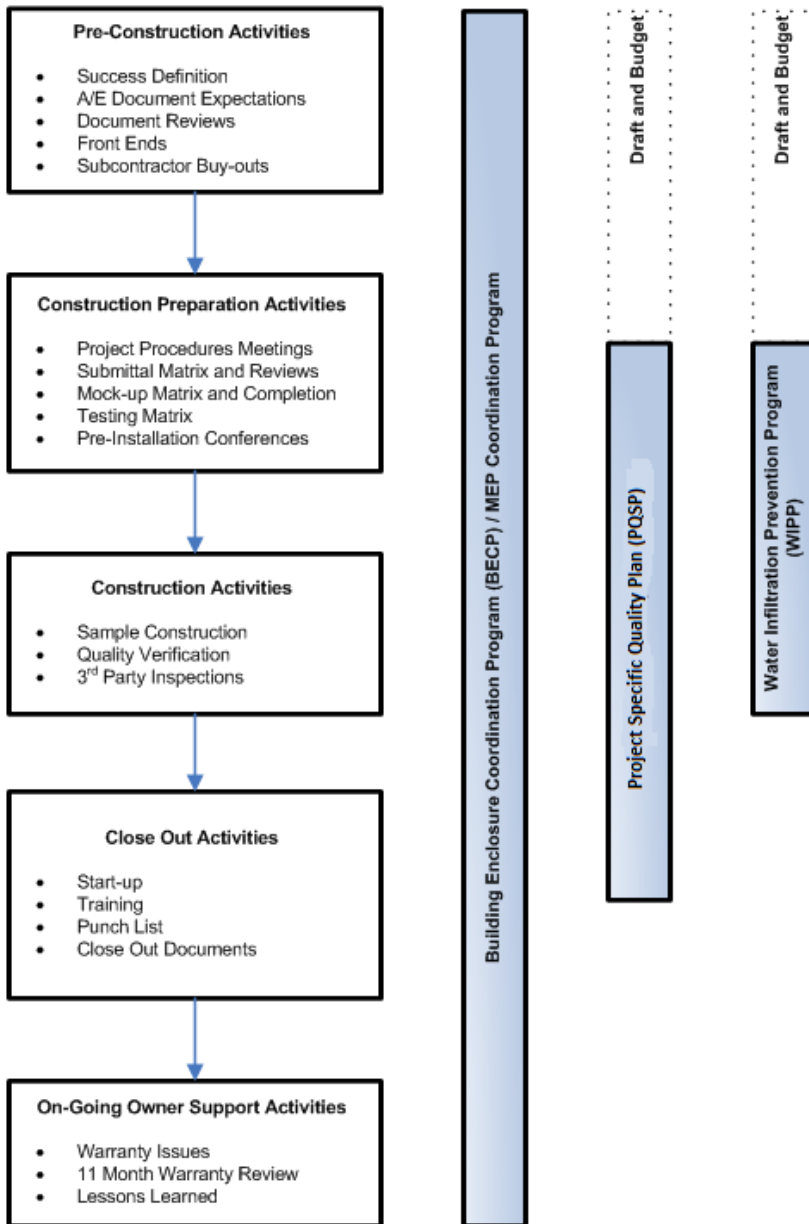 Pre-Construction Activities
• Success Definition
• A/E Document Expectations
• Document Reviews
• Front Ends
• Subcontractor Buy-outs
Construction Preparation Activities
• Project Procedures Meetings
• Submittal Matrix and Reviews
• Mock-up Matrix and Completion
• Testing Matrix
• Pre-Installation Conferences
Construction Activities
• Sample Construction
• Quality Verification
• 3rd Party Inspections
Close Out Activities
• Start-up
• Training
• Punch List
• Close Out Documents
On-Going Owner Support Activities
• Warranty Issues
• 11 Month Warranty Review
• Lessons Learned
Building Enclosure Coordination Program (BECP) / MEP Coordination Program
Draft and Budget
Project Specific Quality Plan (PQSP)
Draft and Budget
Water Infiltration Prevention Program
(WIPP)